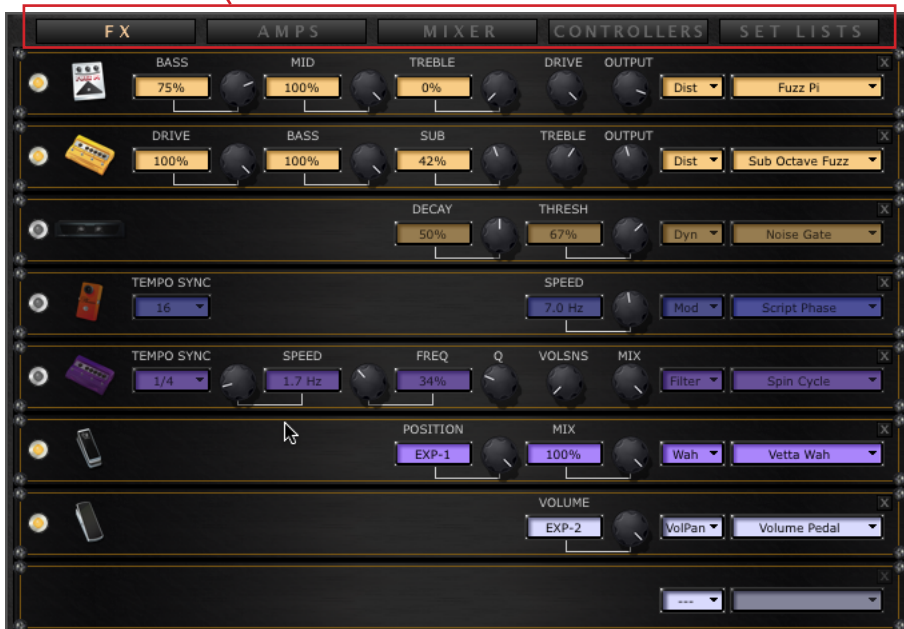 FX AMPS MIXER CONTROLLERS SET LISTS
BASS MID TREBLE DRIVE OUTPUT X
75% 100% 0% Dist Fuzz Pi
DRIVE BASS SUB TREBLE OUTPUT X
100% 100% 42% Dist Sub Octave Fuzz
DECAY THRESH X
50% 67% Dyn Noise Gate
TEMPO SYNC SPEED X
16 7.0 Hz Mod Script Phase
TEMPO SYNC SPEED FREQ Q VOLSNS MIX X
1/4 1.7 Hz 34% Filter Spin Cycle
POSITION MIX X
EXP-1 100% Wah Vetta Wah
VOLUME X
EXP-2 VolPan Volume Pedal
X
---